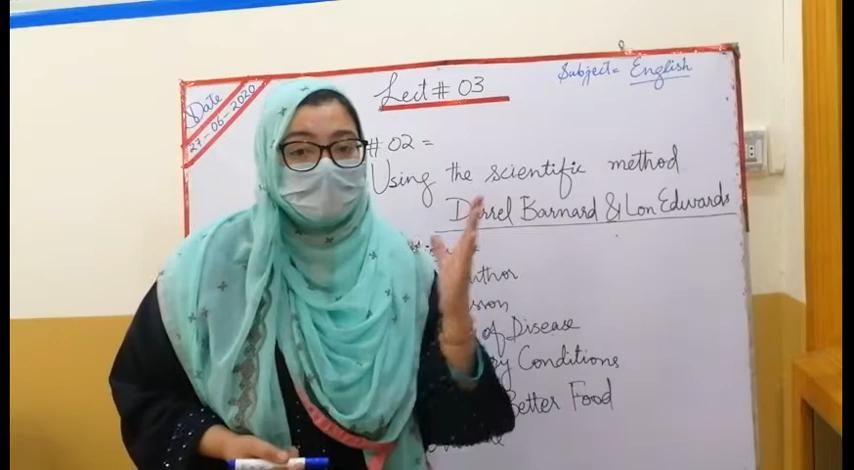 Date
27-06-2020
Lect # 03
Subject = English
# 02 =
Using the scientific method
Darrel Barnard & Lon Edwards
of Disease
Conditions
Better Food